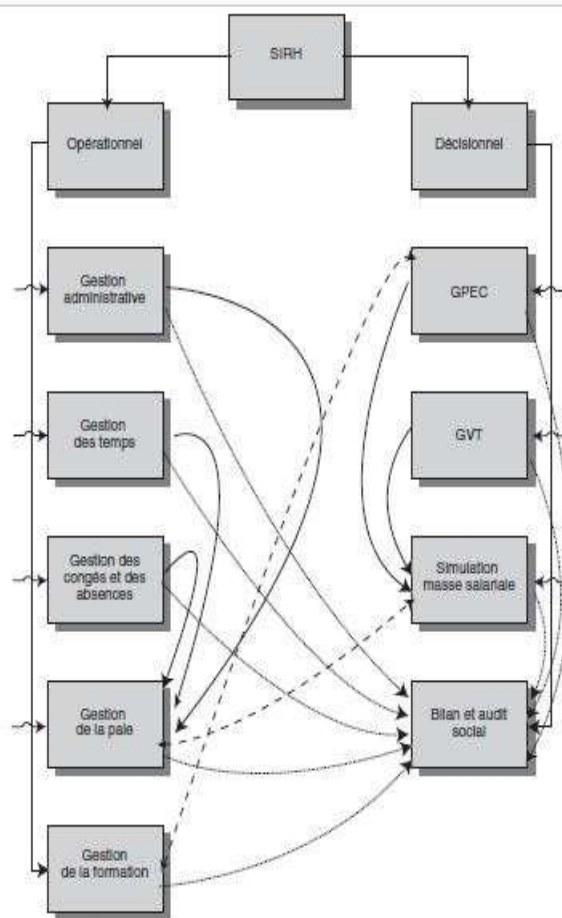 SIRH
Opérationnel
Décisionnel
Gestion
administrative
GPEC
Gestion
des temps
GVT
Gestion des
congés et des
absences
Simulation
masse salariale
Gestion
de la paie
Bilan et audit
social
Gestion
de la formation